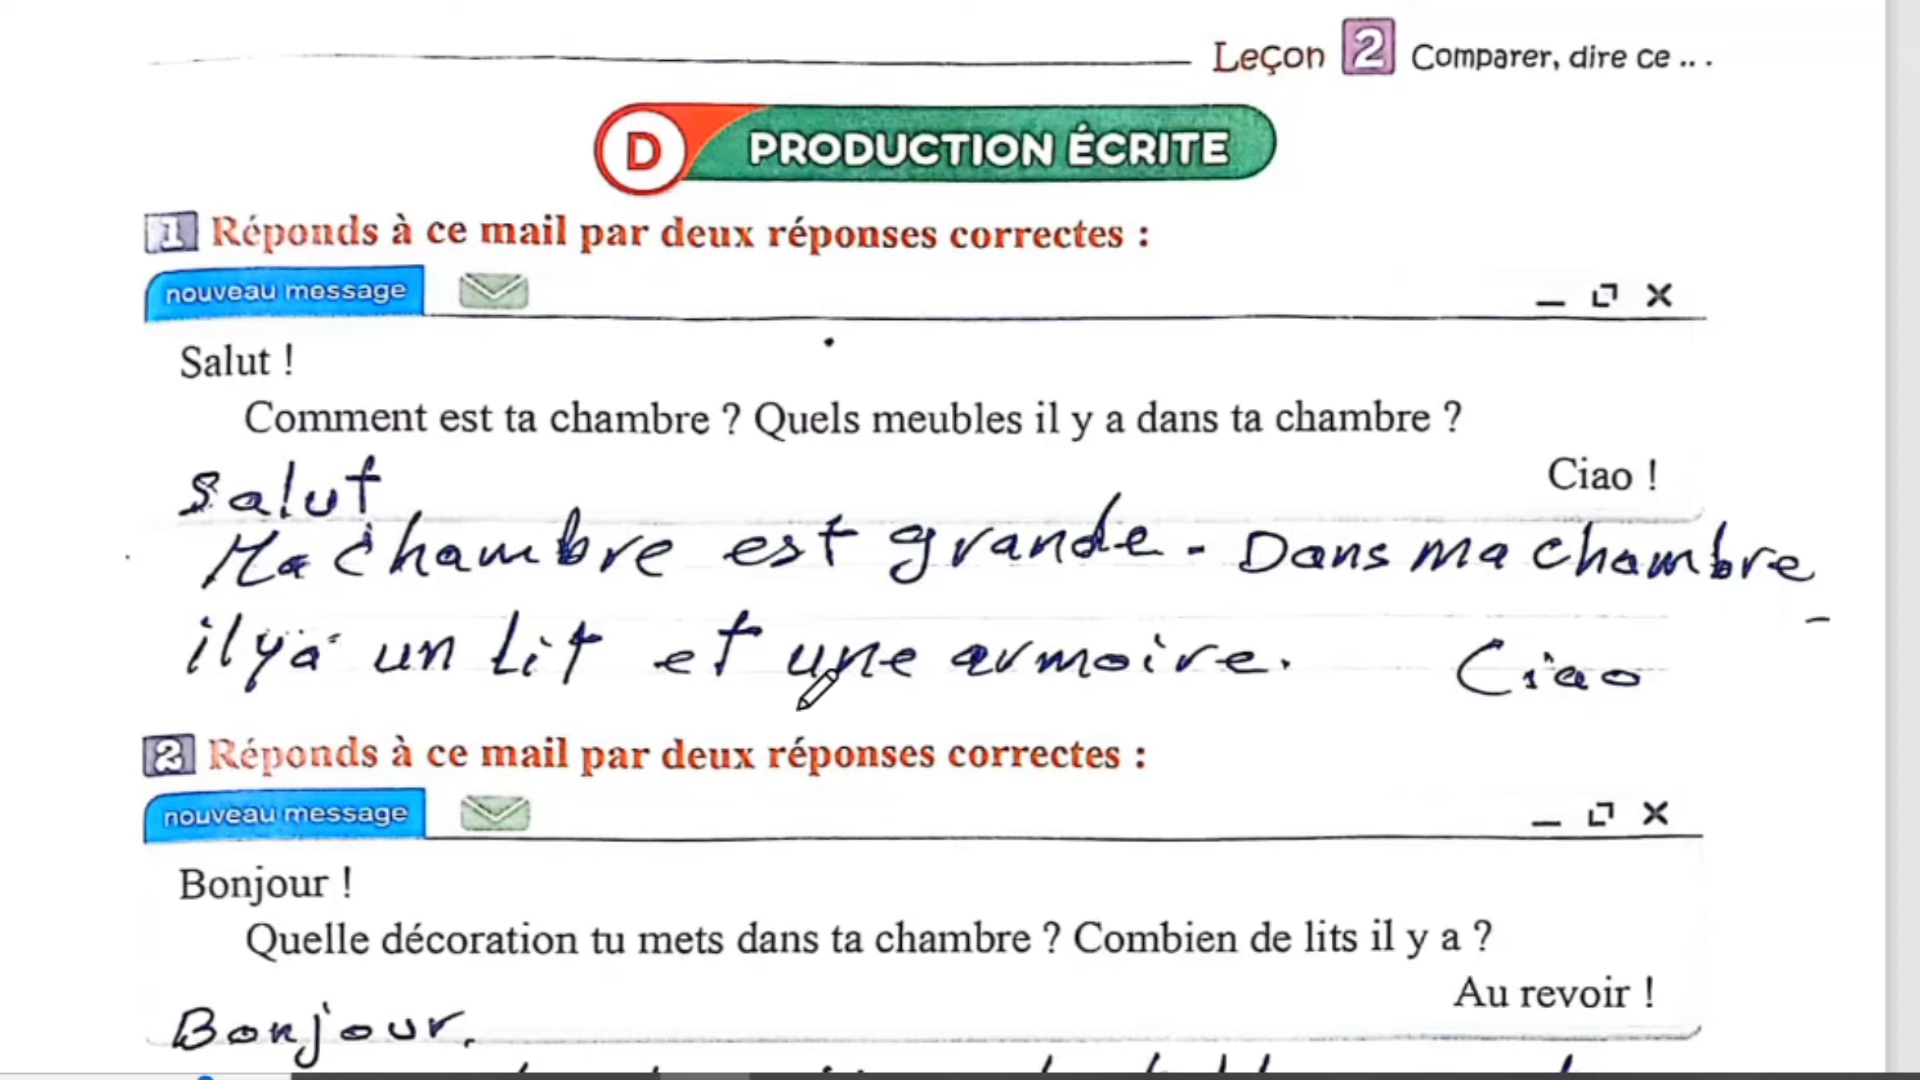 Leçon 2 Comparer, dire ce .. .
D PRODUCTION ÉCRITE
1 Réponds à ce mail par deux réponses correctes :
nouveau message
Salut !
Comment est ta chambre ? Quels meubles il y a dans ta chambre ?
Ciao !
Salut
Ma chambre est grande. Dans ma chambre
il y a un lit et une armoire. Ciao
2 Réponds à ce mail par deux réponses correctes :
nouveau message
Bonjour !
Quelle décoration tu mets dans ta chambre ? Combien de lits il y a ?
Au revoir !
Bonjour.